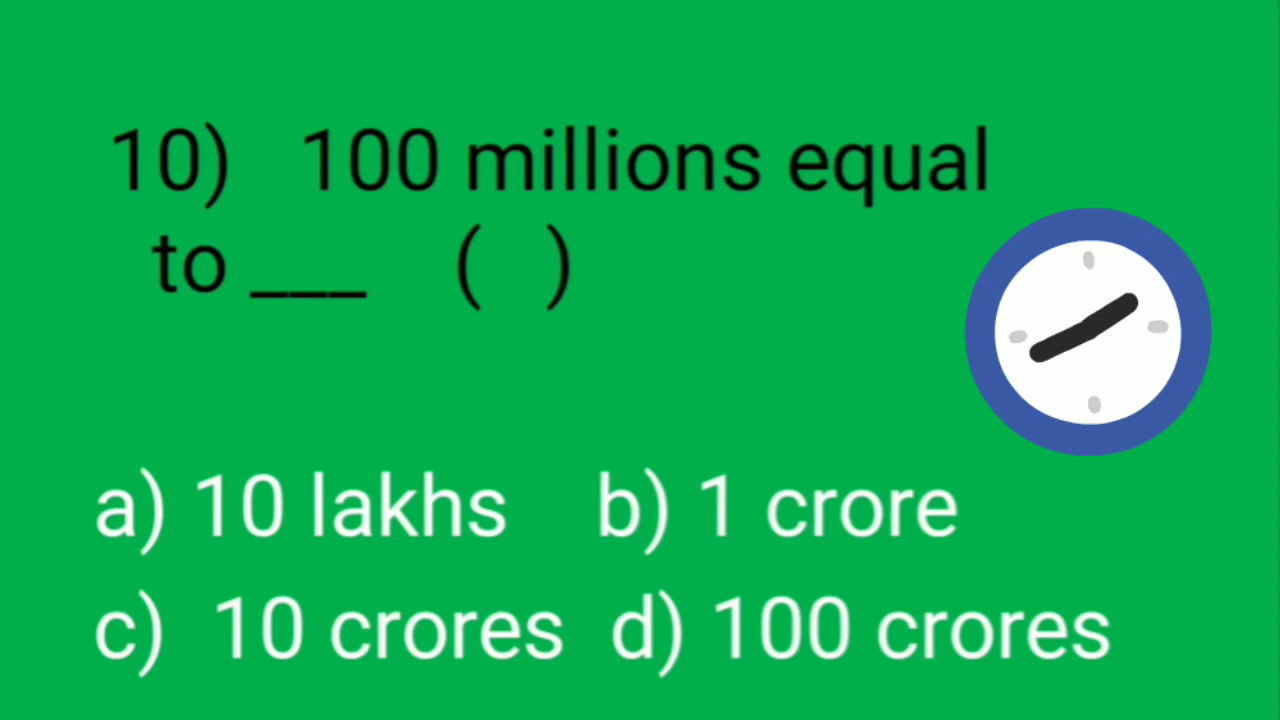 10) 100 millions equal
to ___ ( )
a) 10 lakhs b) 1 crore
c) 10 crores d) 100 crores